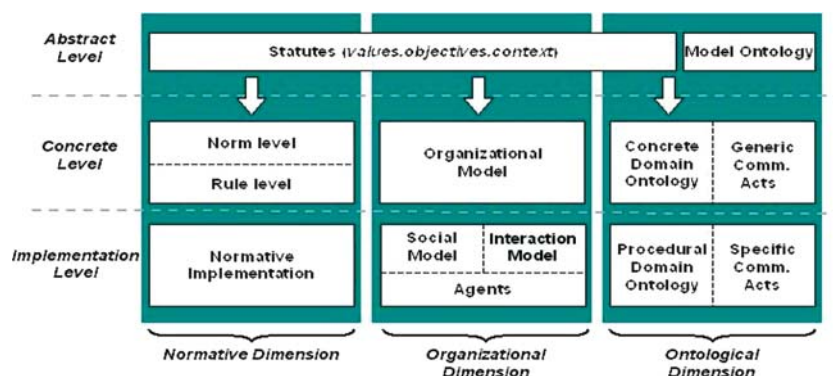 Abstract
Level
Statutes (values.objectives.context)
Model Ontology
Concrete
Level
Norm level
Rule level
Organizational
Model
Concrete
Domain
Ontology
Generic
Comm.
Acts
Implementation
Level
Normative
Implementation
Social
Model
Interaction
Model
Agents
Procedural
Domain
Ontology
Specific
Comm.
Acts
Normative Dimension
Organizational
Dimension
Ontological
Dimension